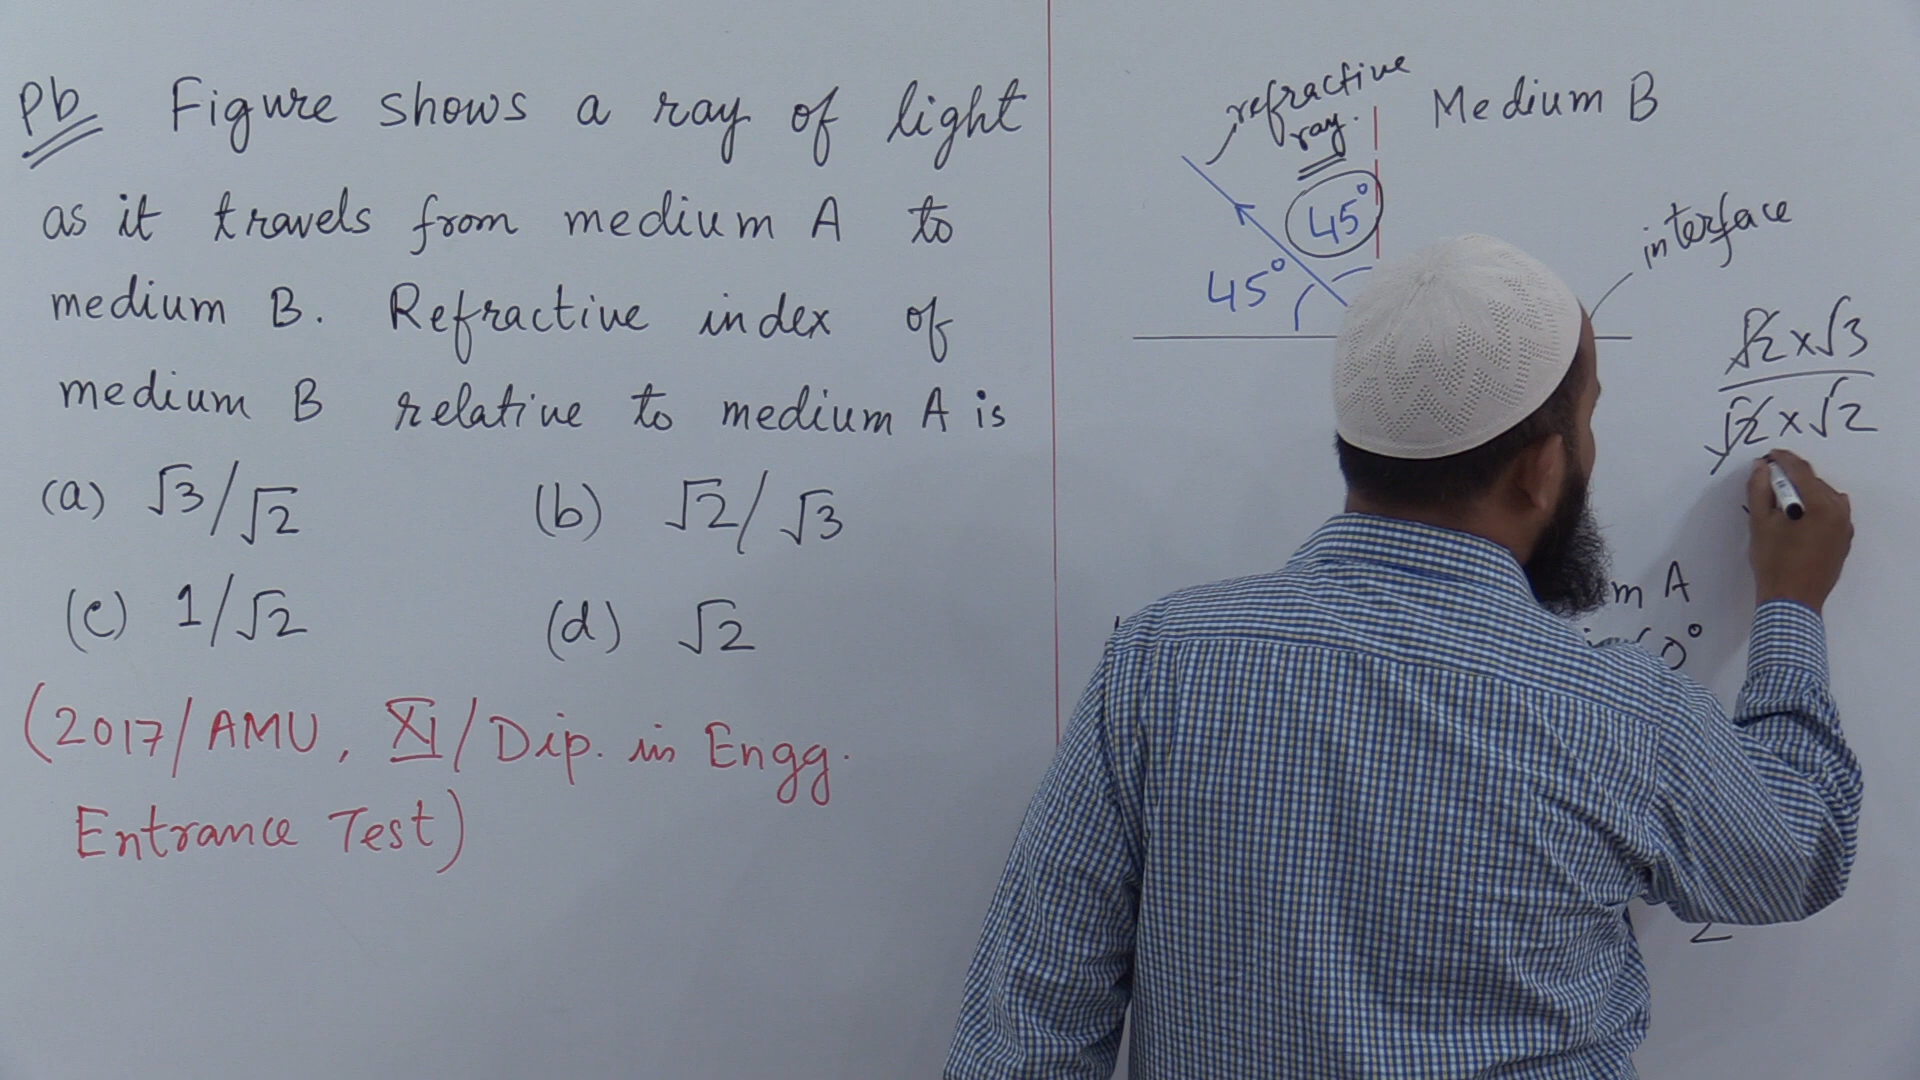 Pb Figure shows a ray of light
as it travels from medium A to
medium B. Refractive index of
medium B relative to medium A is
(a) √3/√2 (b) √2/√3
(c) 1/√2 (d) √2
(2017/AMU, XI/Dip. in Engg.
Entrance Test)
refractive
ray.
Medium B
45°
45°
interface
√2×√3
√2×√2
m A
0°
2